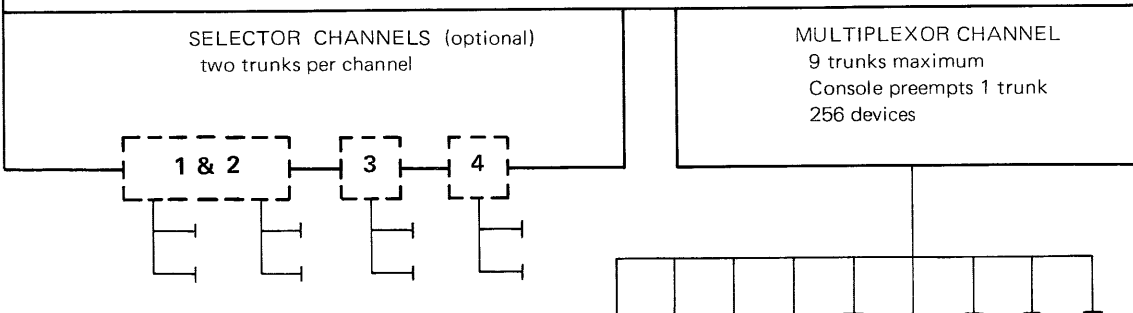 SELECTOR CHANNELS (optional)
two trunks per channel
MULTIPLEXOR CHANNEL
9 trunks maximum
Console preempts 1 trunk
256 devices
1 & 2
3
4